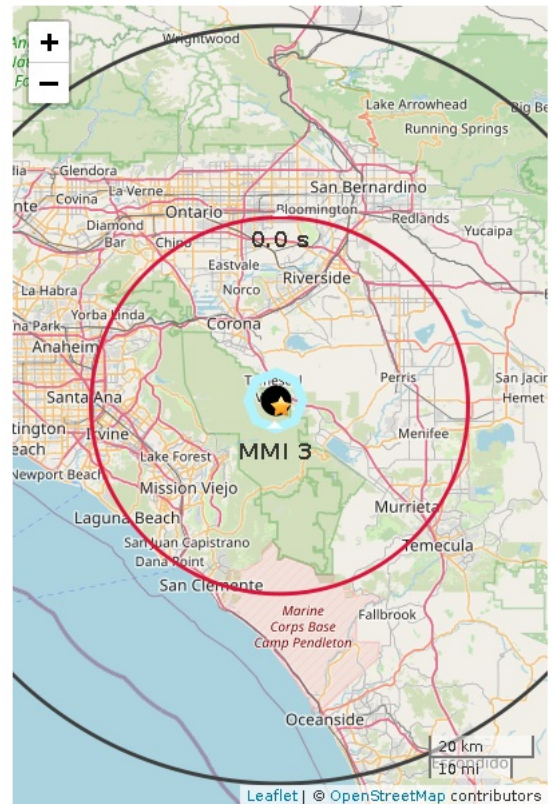 +
−
Wrightwood
Lake Arrowhead
Big Be
Running Springs
Glendora
La Verne
Covina
San Bernardino
Ontario
Bloomington
Redlands
Diamond
Bar
Chino
0.0 s
Yucaipa
Eastvale
Riverside
La Habra
Norco
Yorba Linda
Corona
na Park
Anaheim
Perris
San Jacin
Hemet
Santa Ana
Irvine
Menifee
Lake Forest
MMI 3
Newport Beach
Mission Viejo
Laguna Beach
Murrieta
San Juan Capistrano
Temecula
Dana Point
San Clemente
Marine
Corps Base
Camp Pendleton
Fallbrook
Oceanside
20 km
10 mi
Escondido
Leaflet | © OpenStreetMap contributors